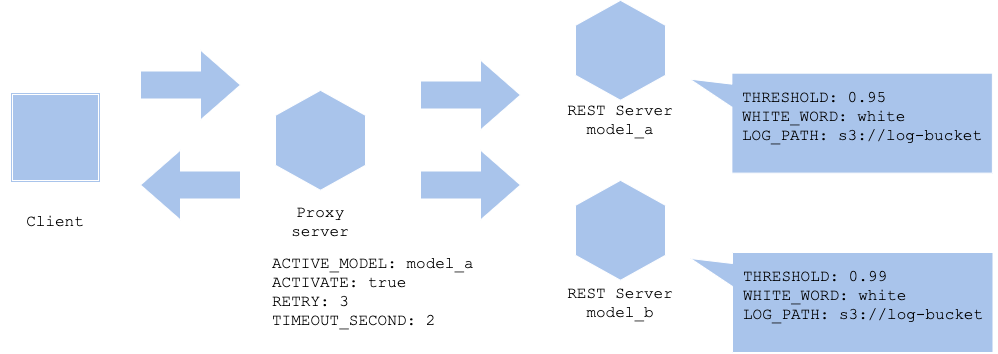 Client
Proxy
server
ACTIVE_MODEL: model_a
ACTIVATE: true
RETRY: 3
TIMEOUT_SECOND: 2
REST Server
model_a
THRESHOLD: 0.95
WHITE_WORD: white
LOG_PATH: s3://log-bucket
REST Server
model_b
THRESHOLD: 0.99
WHITE_WORD: white
LOG_PATH: s3://log-bucket